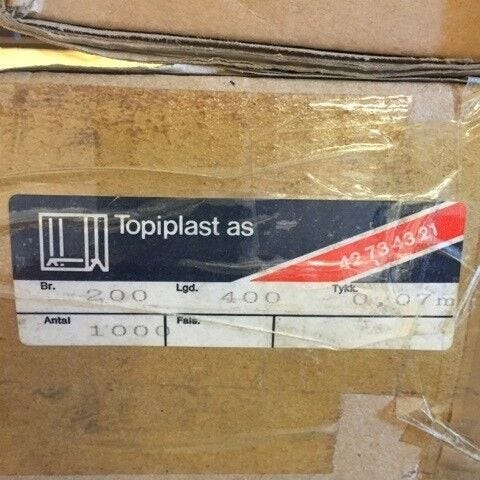 Topiplast as
42 73 43 21
Br. 200 Lgd. 400 Tykk. 0,07m
Antal 1000 Fals.